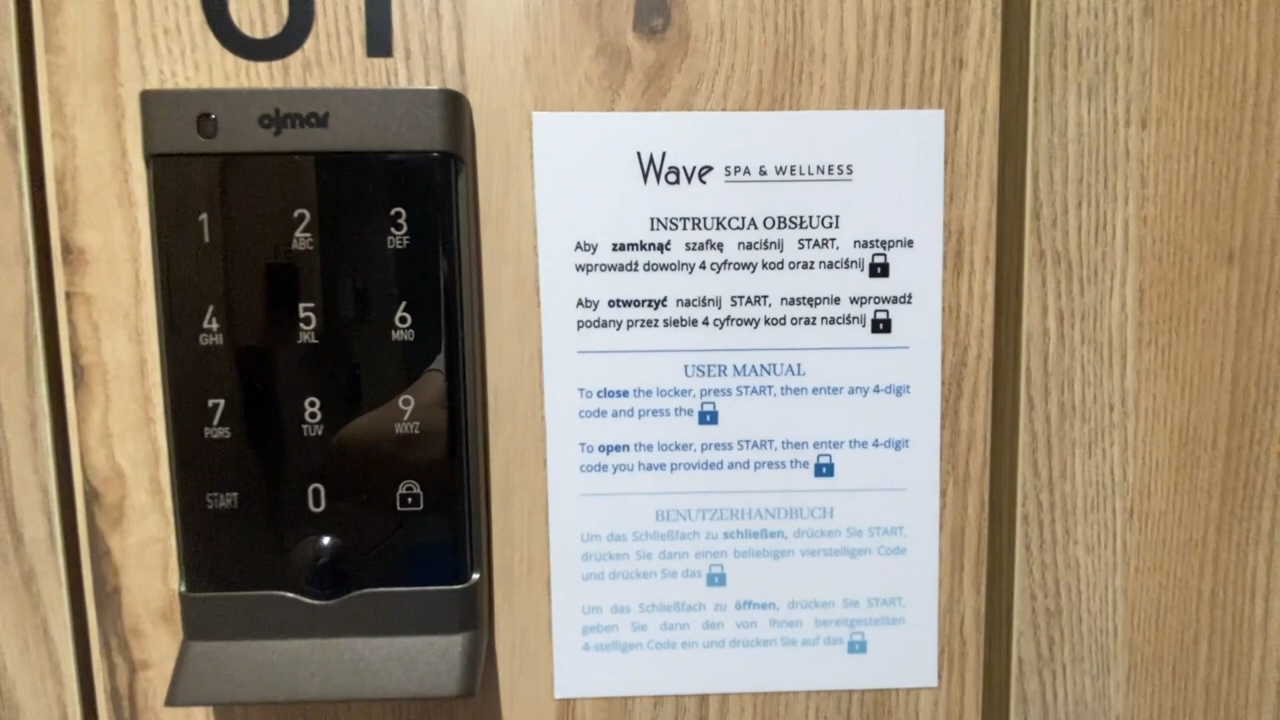 ojmar
1
2
ABC
3
DEF
4
GHI
5
JKL
6
MNO
7
PQRS
8
TUV
9
WXYZ
START
0
Wave SPA & WELLNESS
INSTRUKCJA OBSŁUGI
Aby zamknąć szafkę naciśnij START, następnie
wprowadź dowolny 4 cyfrowy kod oraz naciśnij
Aby otworzyć naciśnij START, następnie wprowadź
podany przez siebie 4 cyfrowy kod oraz naciśnij
USER MANUAL
To close the locker, press START, then enter any 4-digit
code and press the
To open the locker, press START, then enter the 4-digit
code you have provided and press the
BENUTZERHANDBUCH
Um das Schließfach zu schließen, drücken Sie START,
drücken Sie dann einen beliebigen vierstelligen Code
und drücken Sie das
Um das Schließfach zu öffnen, drücken Sie START,
geben Sie dann den von Ihnen bereitgestellten
4-stelligen Code ein und drücken Sie auf das